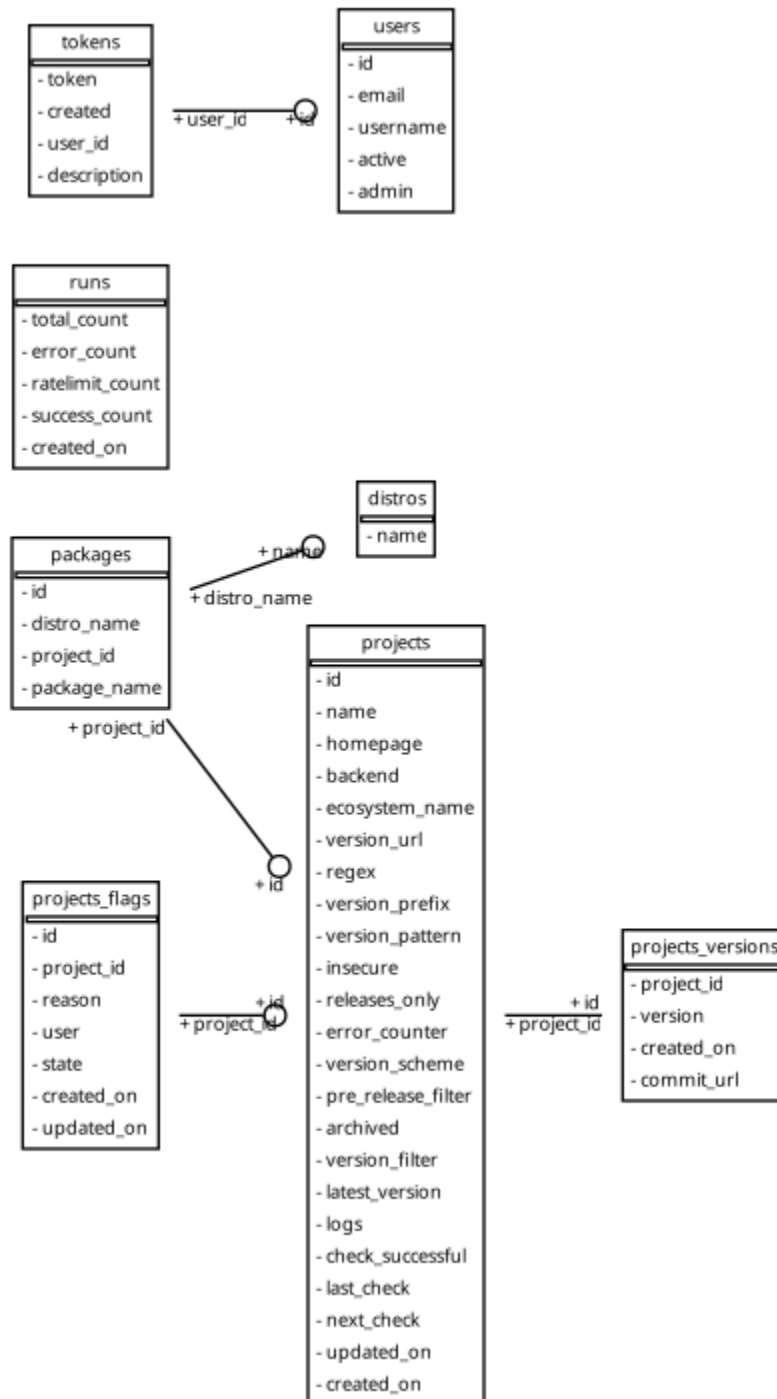 tokens
- token
- created
- user_id
- description
+ user_id
+ id
users
- id
- email
- username
- active
- admin
runs
- total_count
- error_count
- ratelimit_count
- success_count
- created_on
distros
- name
packages
- id
- distro_name
- project_id
- package_name
+ name
+ distro_name
+ project_id
+ id
projects
- id
- name
- homepage
- backend
- ecosystem_name
- version_url
- regex
- version_prefix
- version_pattern
- insecure
- releases_only
- error_counter
- version_scheme
- pre_release_filter
- archived
- version_filter
- latest_version
- logs
- check_successful
- last_check
- next_check
- updated_on
- created_on
projects_flags
- id
- project_id
- reason
- user
- state
- created_on
- updated_on
+ id
+ project_id
+ id
+ project_id
projects_versions
- project_id
- version
- created_on
- commit_url